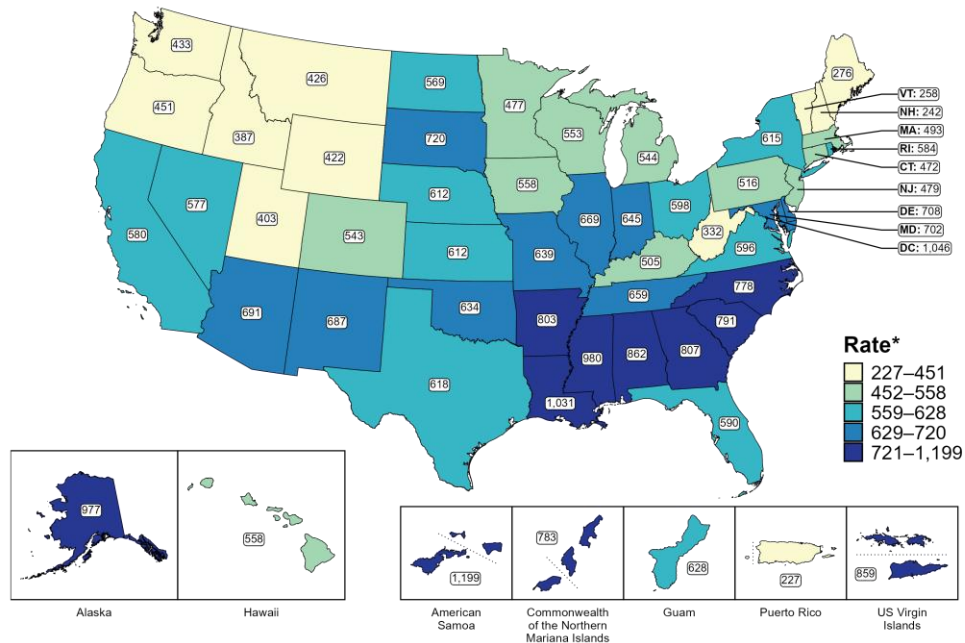 433
426
569
477
276
VT: 258
NH: 242
MA: 493
RI: 584
CT: 472
NJ: 479
DE: 708
MD: 702
DC: 1,046
451
387
422
720
553
544
615
558
516
577
580
403
543
612
612
669
645
598
332
596
639
505
691
687
634
803
659
778
791
980
862
807
618
1,031
590
Rate*
227–451
452–558
559–628
629–720
721–1,199
977
558
1,199
783
628
227
859
Alaska
Hawaii
American
Samoa
Commonwealth
of the Northern
Mariana Islands
Guam
Puerto Rico
US Virgin
Islands